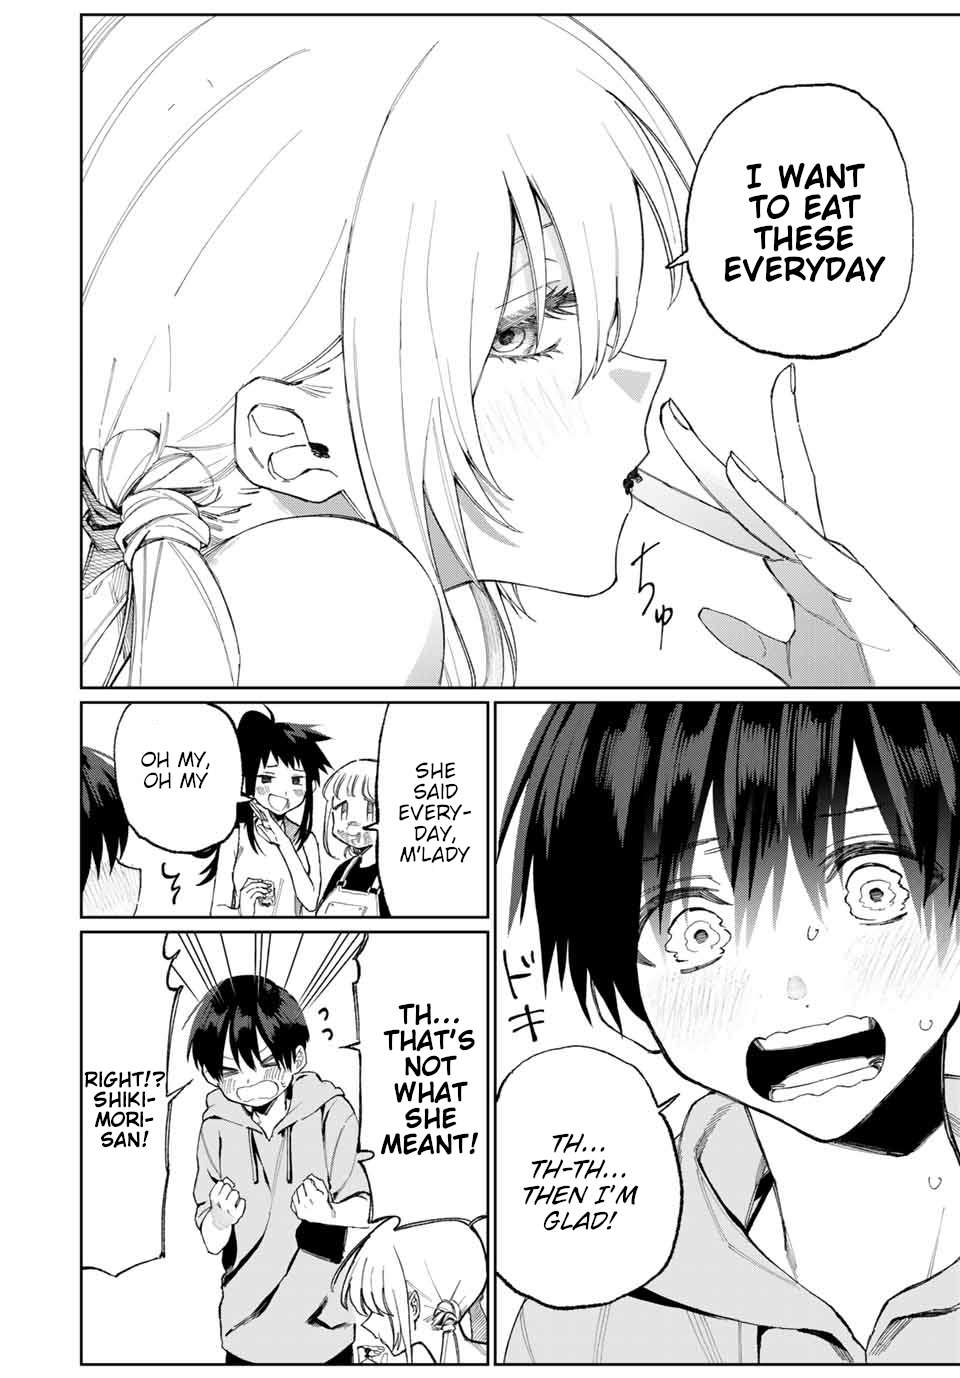 I WANT
TO EAT
THESE
EVERYDAY
ちゅ
ドキ
TH...
TH-TH...
THEN I'M
GLAD!
SHE
SAID
EVERY-
DAY,
M'LADY
OH MY,
OH MY
TH...
THAT'S
NOT
WHAT
SHE
MEANT!
RIGHT!?
SHIKI-
MORI-
SAN!